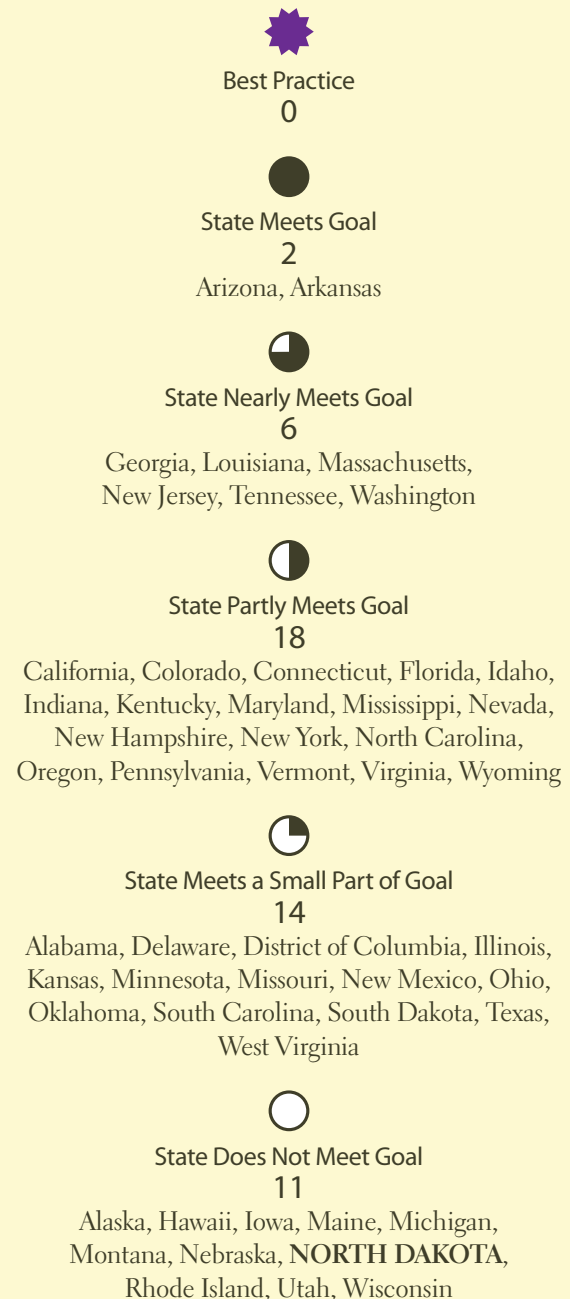 Best Practice
0
State Meets Goal
2
Arizona, Arkansas
State Nearly Meets Goal
6
Georgia, Louisiana, Massachusetts,
New Jersey, Tennessee, Washington
State Partly Meets Goal
18
California, Colorado, Connecticut, Florida, Idaho,
Indiana, Kentucky, Maryland, Mississippi, Nevada,
New Hampshire, New York, North Carolina,
Oregon, Pennsylvania, Vermont, Virginia, Wyoming
State Meets a Small Part of Goal
14
Alabama, Delaware, District of Columbia, Illinois,
Kansas, Minnesota, Missouri, New Mexico, Ohio,
Oklahoma, South Carolina, South Dakota, Texas,
West Virginia
State Does Not Meet Goal
11
Alaska, Hawaii, Iowa, Maine, Michigan,
Montana, Nebraska, NORTH DAKOTA,
Rhode Island, Utah, Wisconsin